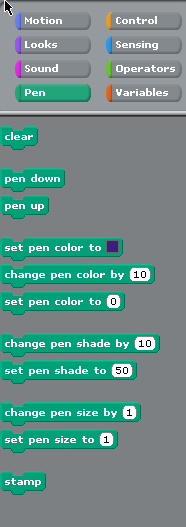 Motion Control
Looks Sensing
Sound Operators
Pen Variables
clear
pen down
pen up
set pen color to
change pen color by 10
set pen color to 0
change pen shade by 10
set pen shade to 50
change pen size by 1
set pen size to 1
stamp